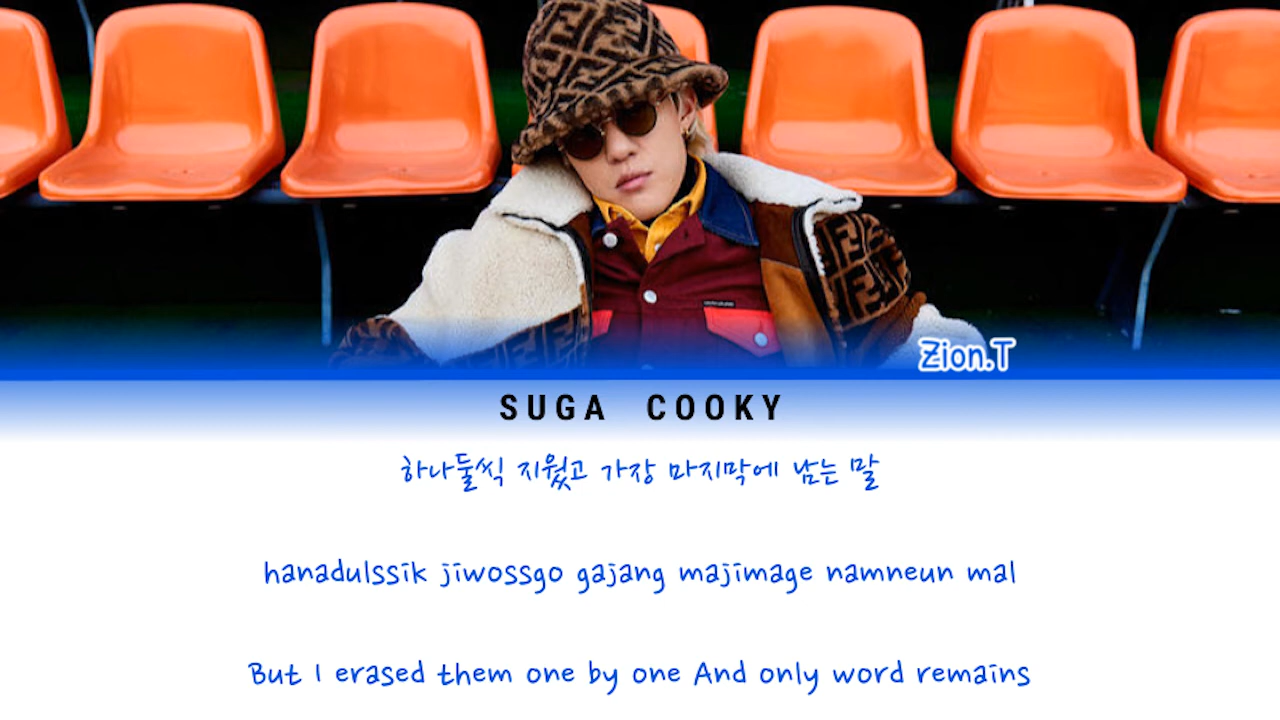 Zion.T
SUGA COOKY
하나둘씩 지웠고 가장 마지막에 남는 말
hanadulssik jiwossgo gajang majimage namneun mal
But I erased them one by one And only word remains